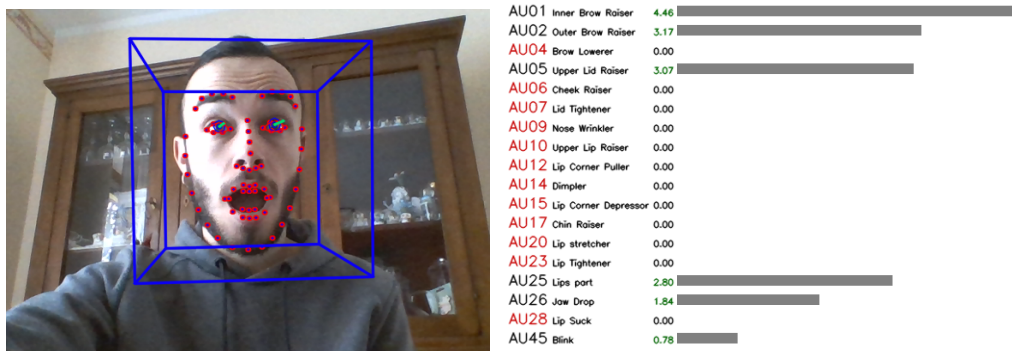 AU01 Inner Brow Raiser 4.46
AU02 Outer Brow Raiser 3.17
AU04 Brow Lowerer 0.00
AU05 Upper Lid Raiser 3.07
AU06 Cheek Raiser 0.00
AU07 Lid Tightener 0.00
AU09 Nose Wrinkler 0.00
AU10 Upper Lip Raiser 0.00
AU12 Lip Corner Puller 0.00
AU14 Dimpler 0.00
AU15 Lip Corner Depressor 0.00
AU17 Chin Raiser 0.00
AU20 Lip stretcher 0.00
AU23 Lip Tightener 0.00
AU25 Lips part 2.80
AU26 Jaw Drop 1.84
AU28 Lip Suck 0.00
AU45 Blink 0.78